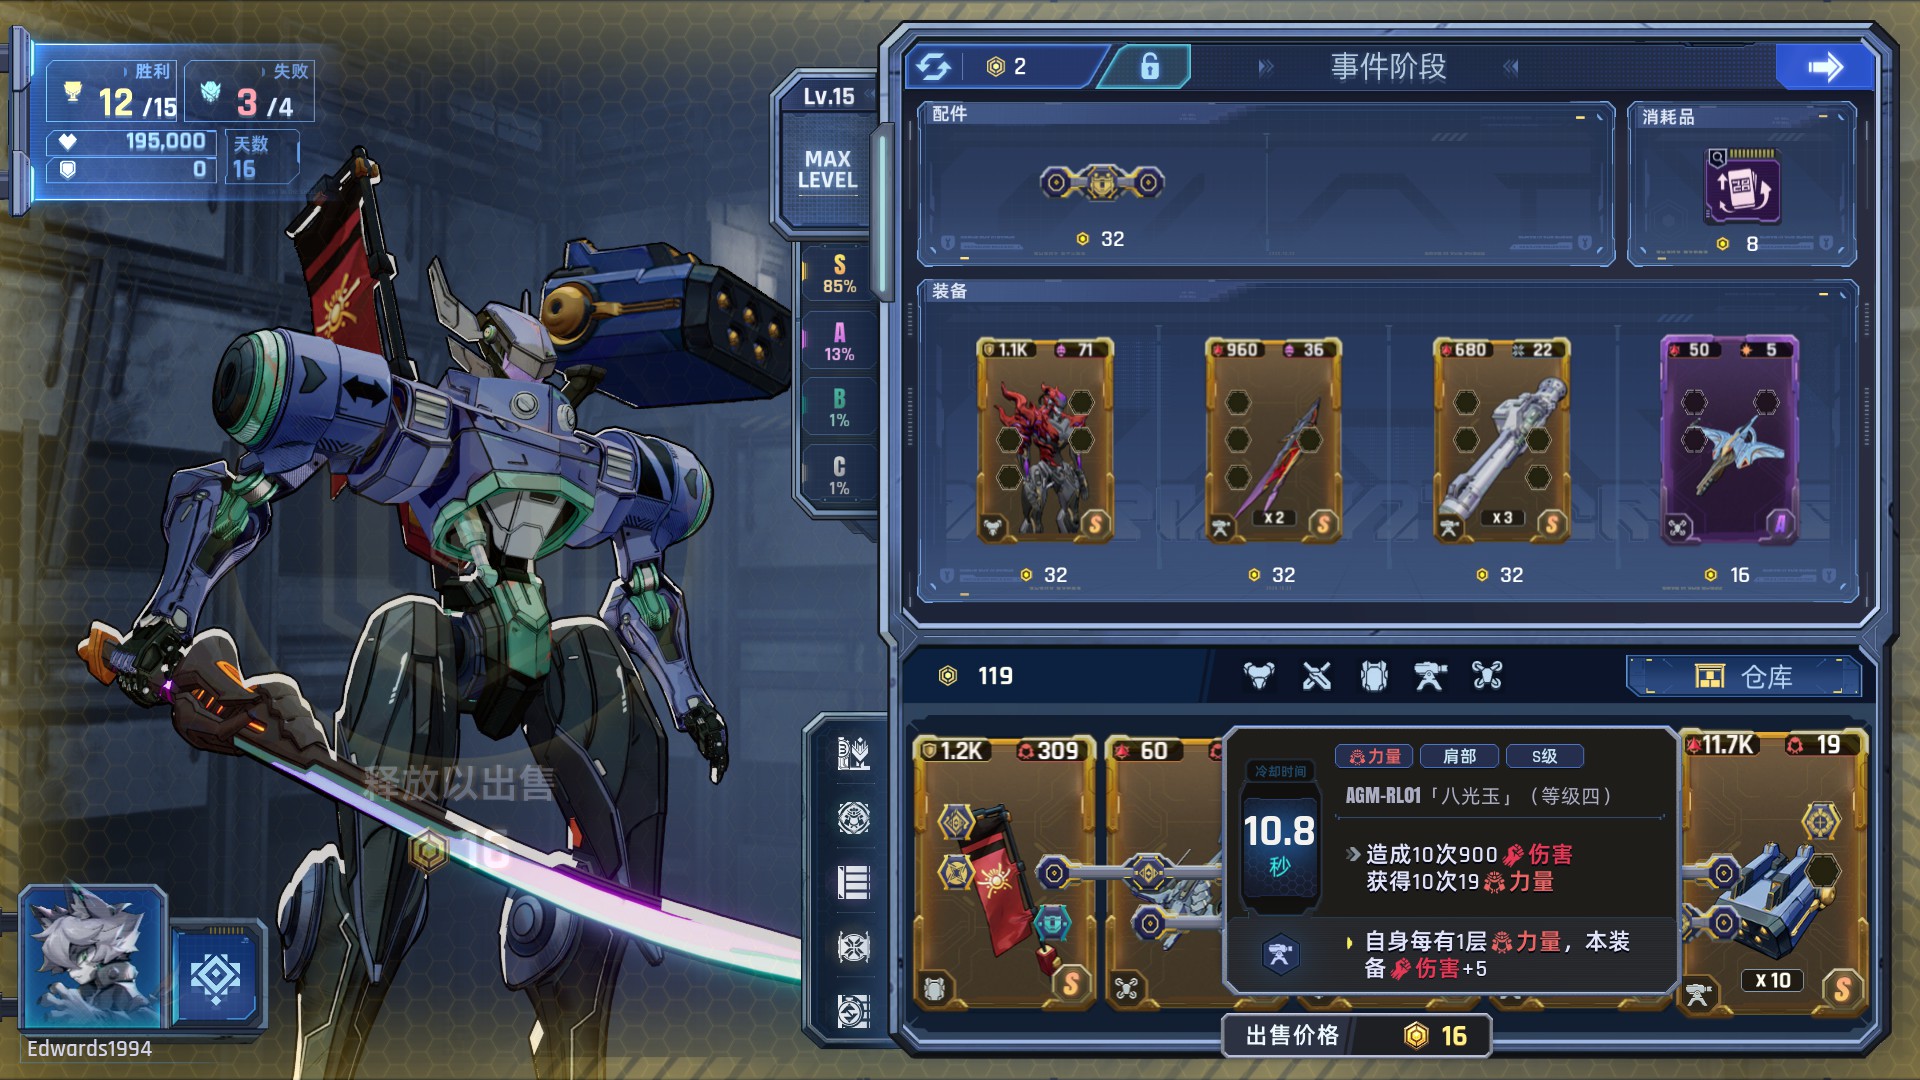 胜利
12 /15
失败
3 /4
195,000
0
天数
16
Lv.15
MAX
LEVEL
S
85%
A
13%
B
1%
C
1%
2
事件阶段
配件
32
消耗品
8
装备
1.1K
71
S
32
960
36
x 2
S
32
680
22
x 3
S
32
50
5
A
16
119
仓库
1.2K
309
S
60
冷却时间
10.8
秒
力量
肩部
S级
AGM-RL01「八光玉」（等级四）
造成10次900伤害
获得10次19力量
自身每有1层力量，本装
备伤害+5
11.7K
19
x 10
S
出售价格
16
释放以出售
16
Edwards1994